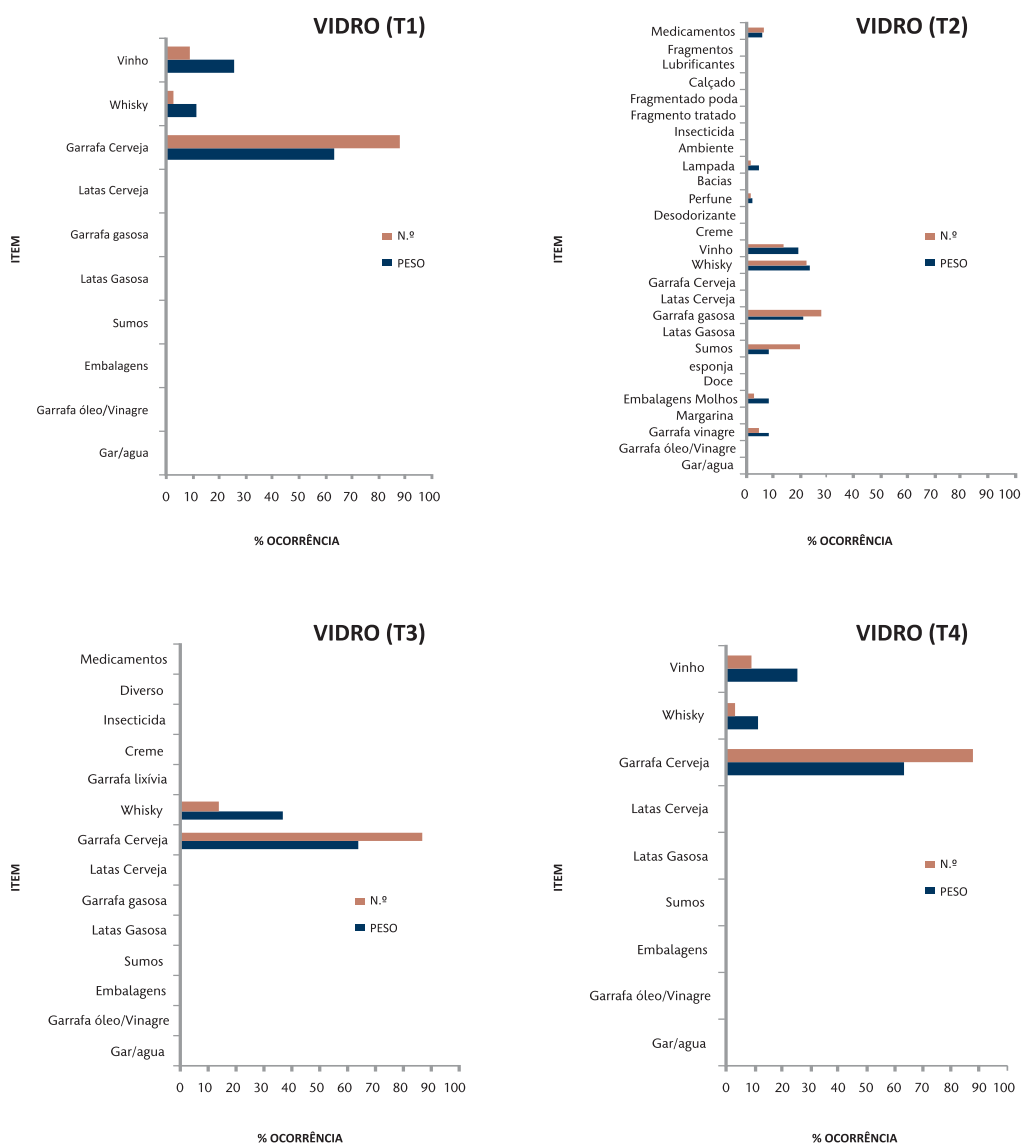 VIDRO (T1)
Vinho
Whisky
Garrafa Cerveja
Latas Cerveja
Garrafa gasosa
Latas Gasosa
Sumos
Embalagens
Garrafa óleo/Vinagre
Gar/agua
ITEM
N.º
PESO
0 10 20 30 40 50 60 70 80 90 100
% OCORRÊNCIA
VIDRO (T2)
Medicamentos
Fragmentos
Lubrificantes
Calçado
Fragmentado poda
Fragmento tratado
Insecticida
Ambiente
Lampada
Bacias
Perfune
Desodorizante
Creme
Vinho
Whisky
Garrafa Cerveja
Latas Cerveja
Garrafa gasosa
Latas Gasosa
Sumos
esponja
Doce
Embalagens Molhos
Margarina
Garrafa vinagre
Garrafa óleo/Vinagre
Gar/agua
ITEM
N.º
PESO
0 10 20 30 40 50 60 70 80 90 100
% OCORRÊNCIA
VIDRO (T3)
Medicamentos
Diverso
Insecticida
Creme
Garrafa lixívia
Whisky
Garrafa Cerveja
Latas Cerveja
Garrafa gasosa
Latas Gasosa
Sumos
Embalagens
Garrafa óleo/Vinagre
Gar/agua
ITEM
N.º
PESO
0 10 20 30 40 50 60 70 80 90 100
% OCORRÊNCIA
VIDRO (T4)
Vinho
Whisky
Garrafa Cerveja
Latas Cerveja
Latas Gasosa
Sumos
Embalagens
Garrafa óleo/Vinagre
Gar/agua
ITEM
N.º
PESO
0 10 20 30 40 50 60 70 80 90 100
% OCORRÊNCIA